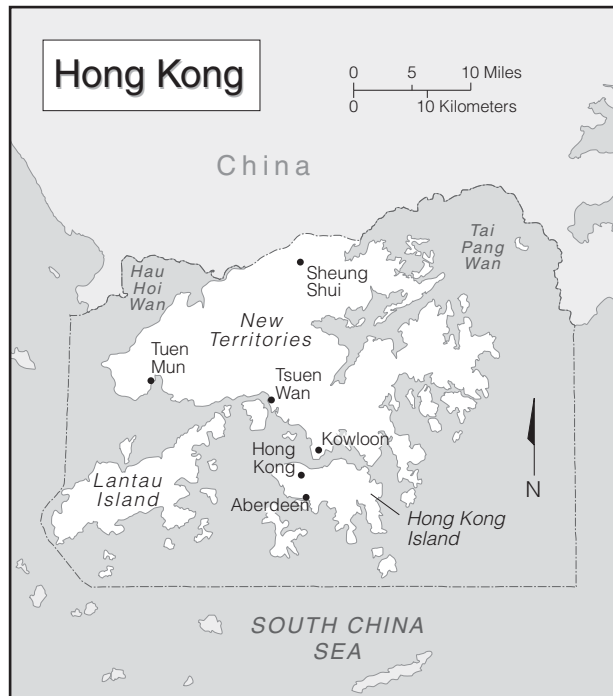 Hong Kong
0 5 10 Miles
0 10 Kilometers
China
Tai
Pang
Wan
Hau
Hoi
Wan
Sheung
Shui
New
Territories
Tuen
Mun
Tsuen
Wan
Kowloon
Hong
Kong
Lantau
Island
Aberdeen
N
Hong Kong
Island
SOUTH CHINA
SEA